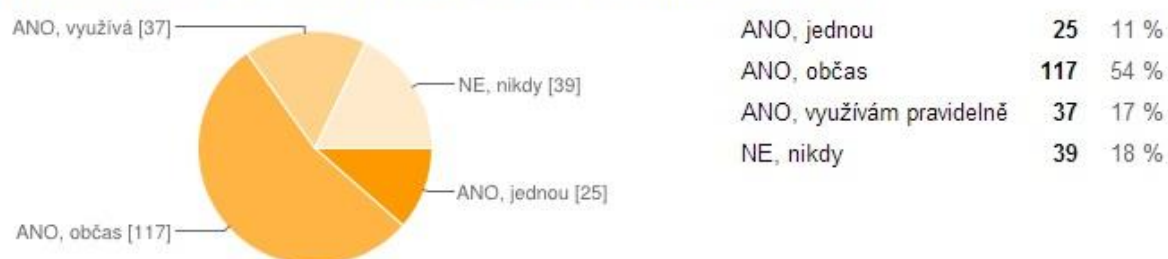 ANO, využívá [37]
NE, nikdy [39]
ANO, jednou [25]
ANO, občas [117]
ANO, jednou 25 11 %
ANO, občas 117 54 %
ANO, využívám pravidelně 37 17 %
NE, nikdy 39 18 %